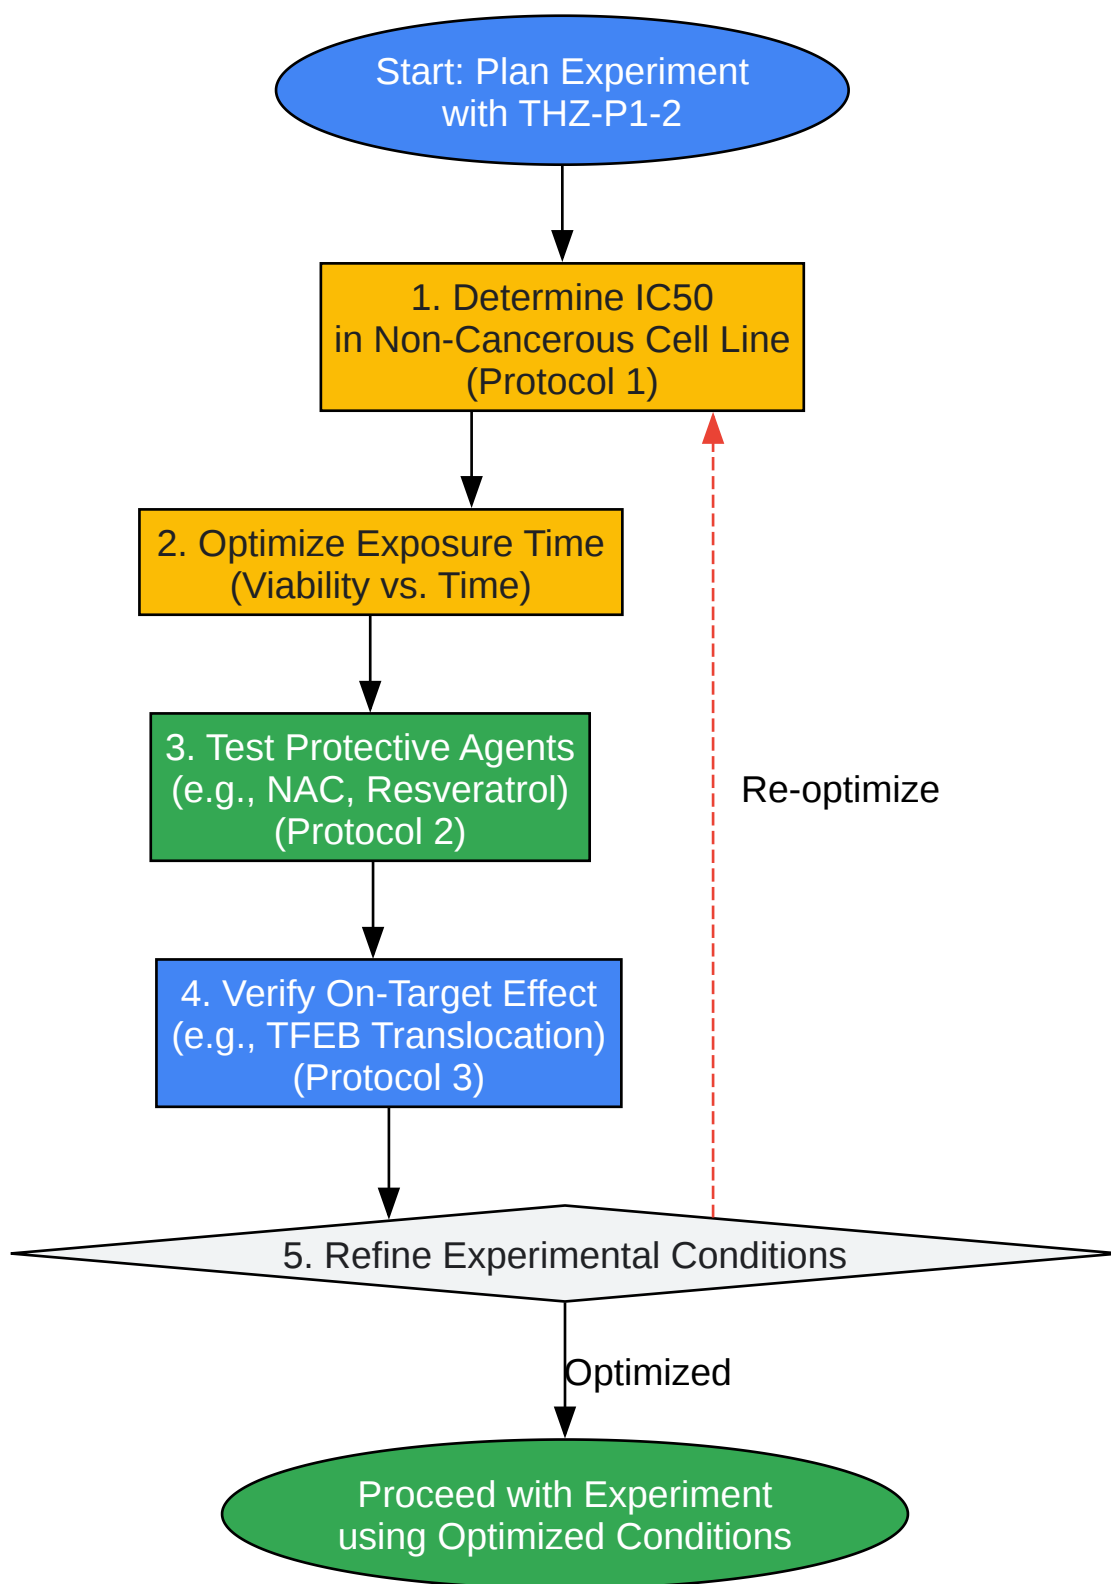 Start: Plan Experiment
with THZ-P1-2
1. Determine IC50
in Non-Cancerous Cell Line
(Protocol 1)
2. Optimize Exposure Time
(Viability vs. Time)
3. Test Protective Agents
(e.g., NAC, Resveratrol)
(Protocol 2)
Re-optimize
4. Verify On-Target Effect
(e.g., TFEB Translocation)
(Protocol 3)
5. Refine Experimental Conditions
Optimized
Proceed with Experiment
using Optimized Conditions